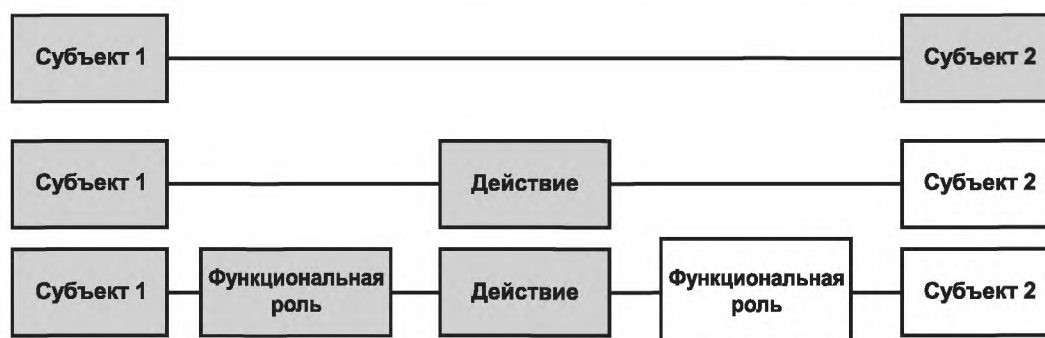 Субъект 1
Субъект 2
Субъект 1
Действие
Субъект 2
Субъект 1
Функциональная
роль
Действие
Функциональная
роль
Субъект 2